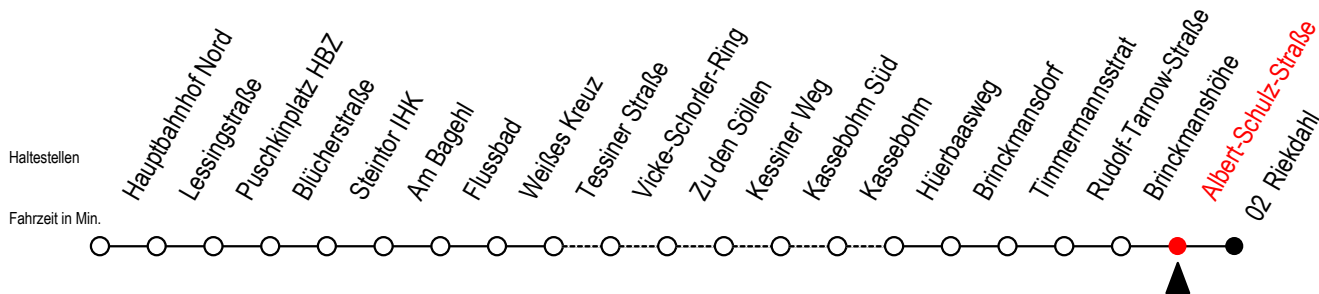 Haltestellen
Hauptbahnhof Nord
Lessingstraße
Puschkinplatz HBZ
Blücherstraße
Steintor IHK
Am Bagehl
Flussbad
Weißes Kreuz
Tessiner Straße
Vicke-Schorler-Ring
Zu den Söllen
Kessiner Weg
Kassebohm Süd
Kassebohm
Hüerbaasweg
Brinckmansdorf
Timmermannsstrat
Rudolf-Tarnow-Straße
Brinckmanshöhe
Albert-Schulz-Straße
02 Riekdahl
Fahrzeit in Min.